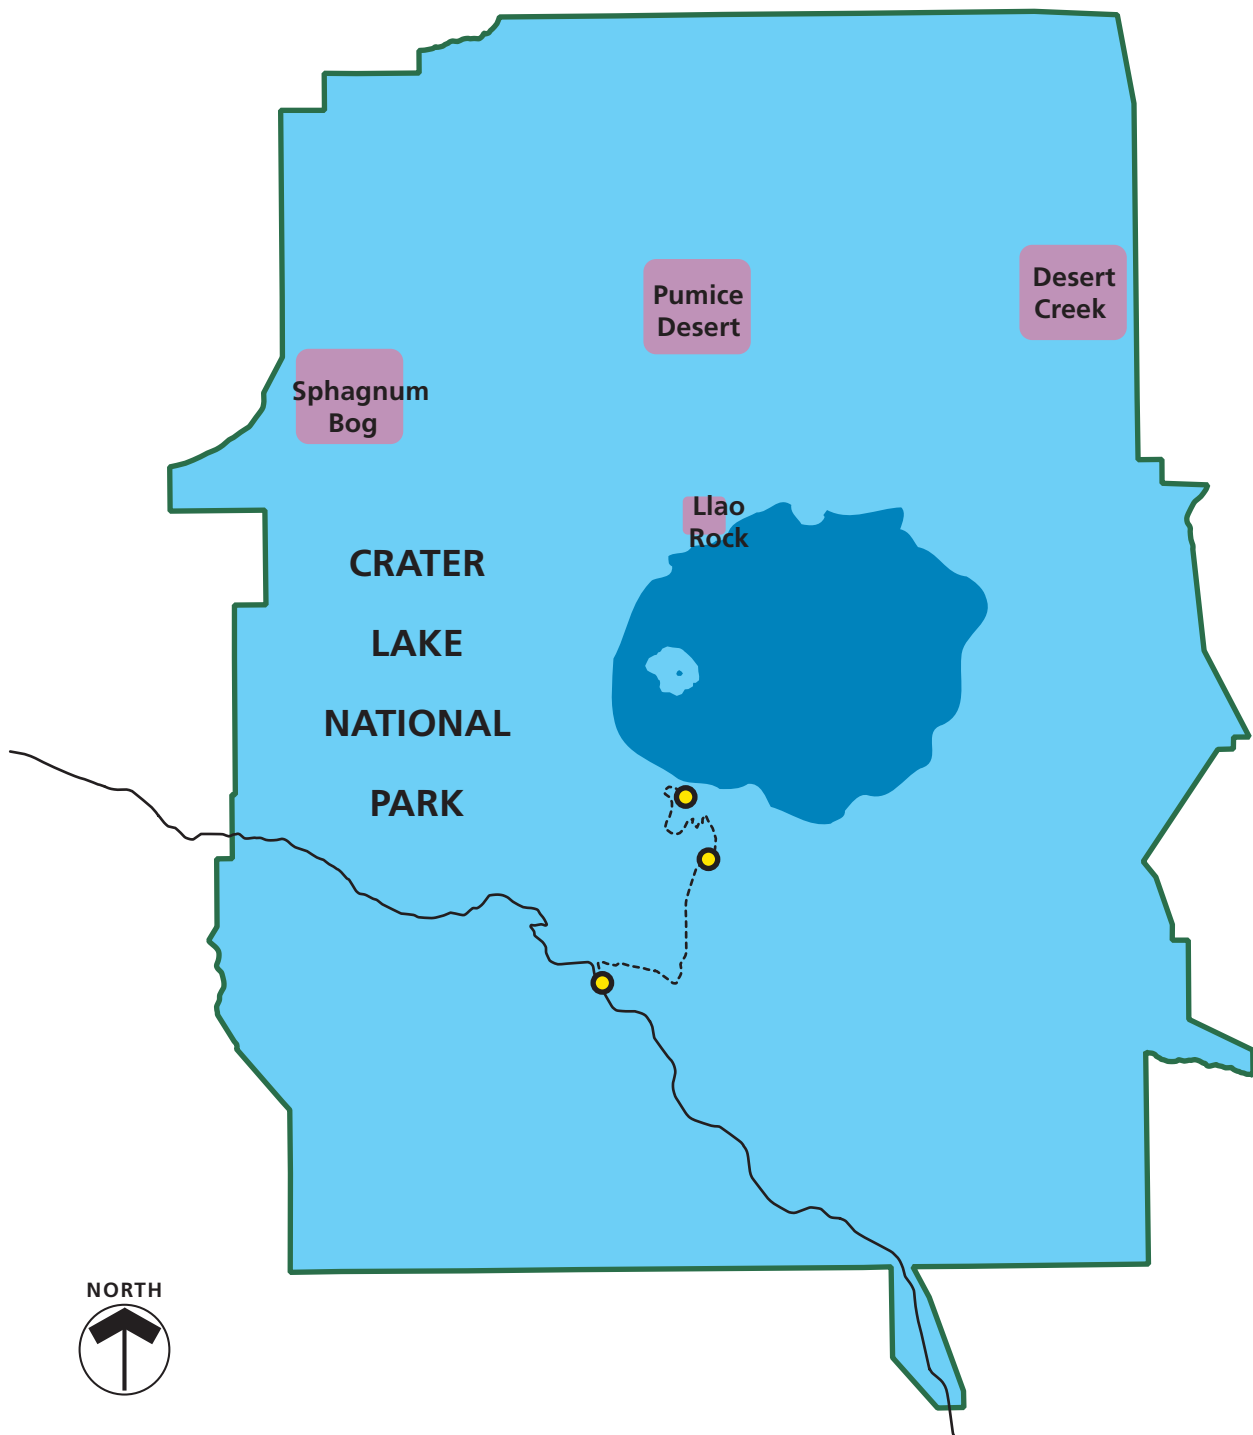 Desert
Creek
Pumice
Desert
Sphagnum
Bog
Llao
Rock
CRATER
LAKE
NATIONAL
PARK
NORTH